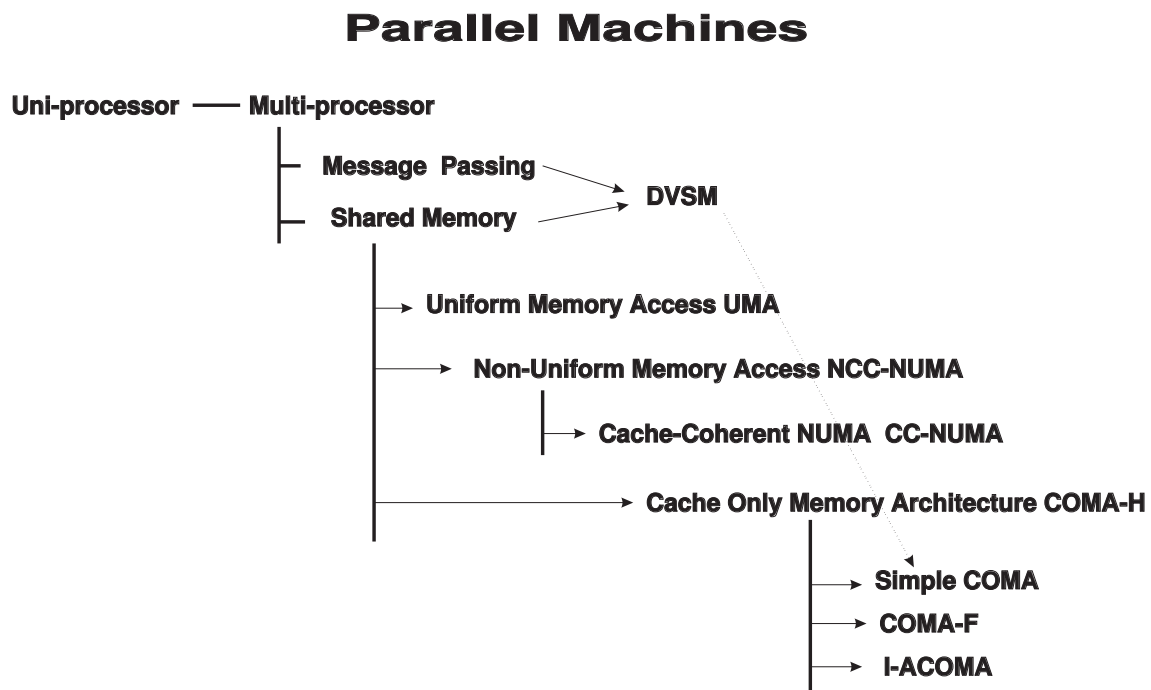 Parallel Machines
Uni-processor Multi-processor
Message Passing
DVSM
Shared Memory
Uniform Memory Access UMA
Non-Uniform Memory Access NCC-NUMA
Cache-Coherent NUMA CC-NUMA
Cache Only Memory Architecture COMA-H
Simple COMA
COMA-F
I-ACOMA